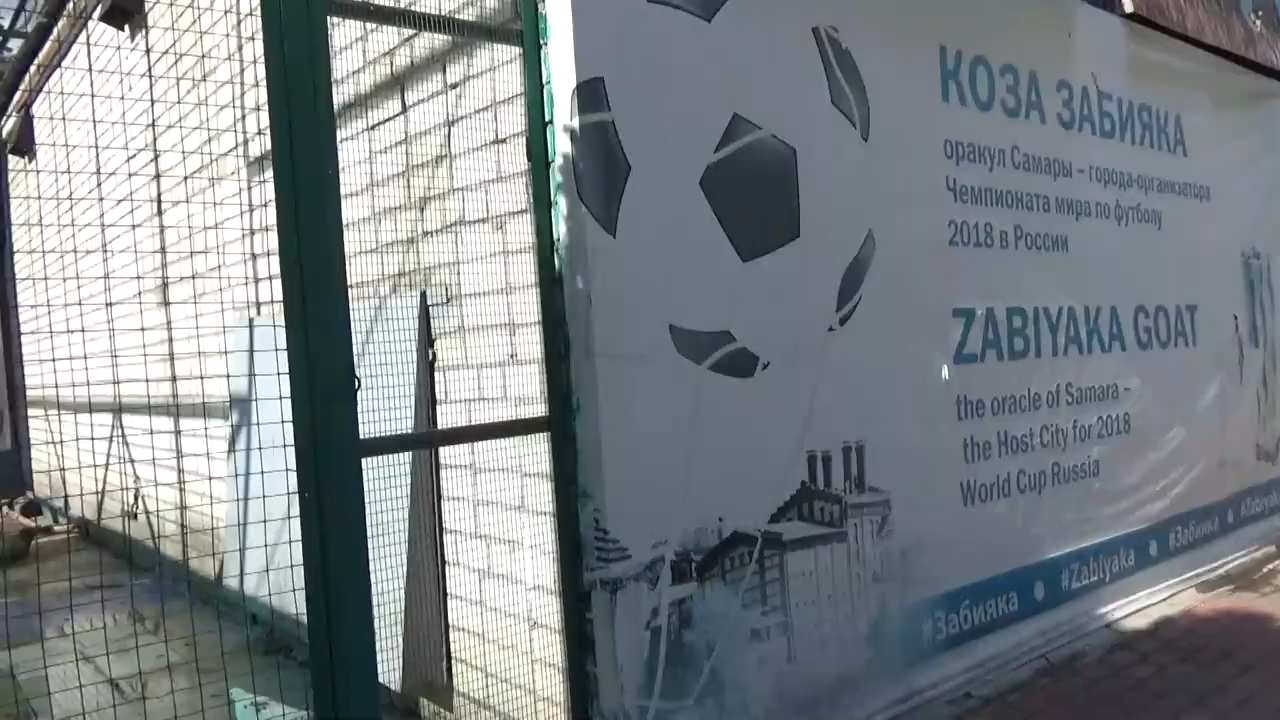 КОЗА ЗАБИЯКА
оракул Самары – города-организатора
Чемпионата мира по футболу
2018 в России
ZABIYAKA GOAT
the oracle of Samara –
the Host City for 2018
World Cup Russia
#Забияка • #Zabiyaka • #Забияка •